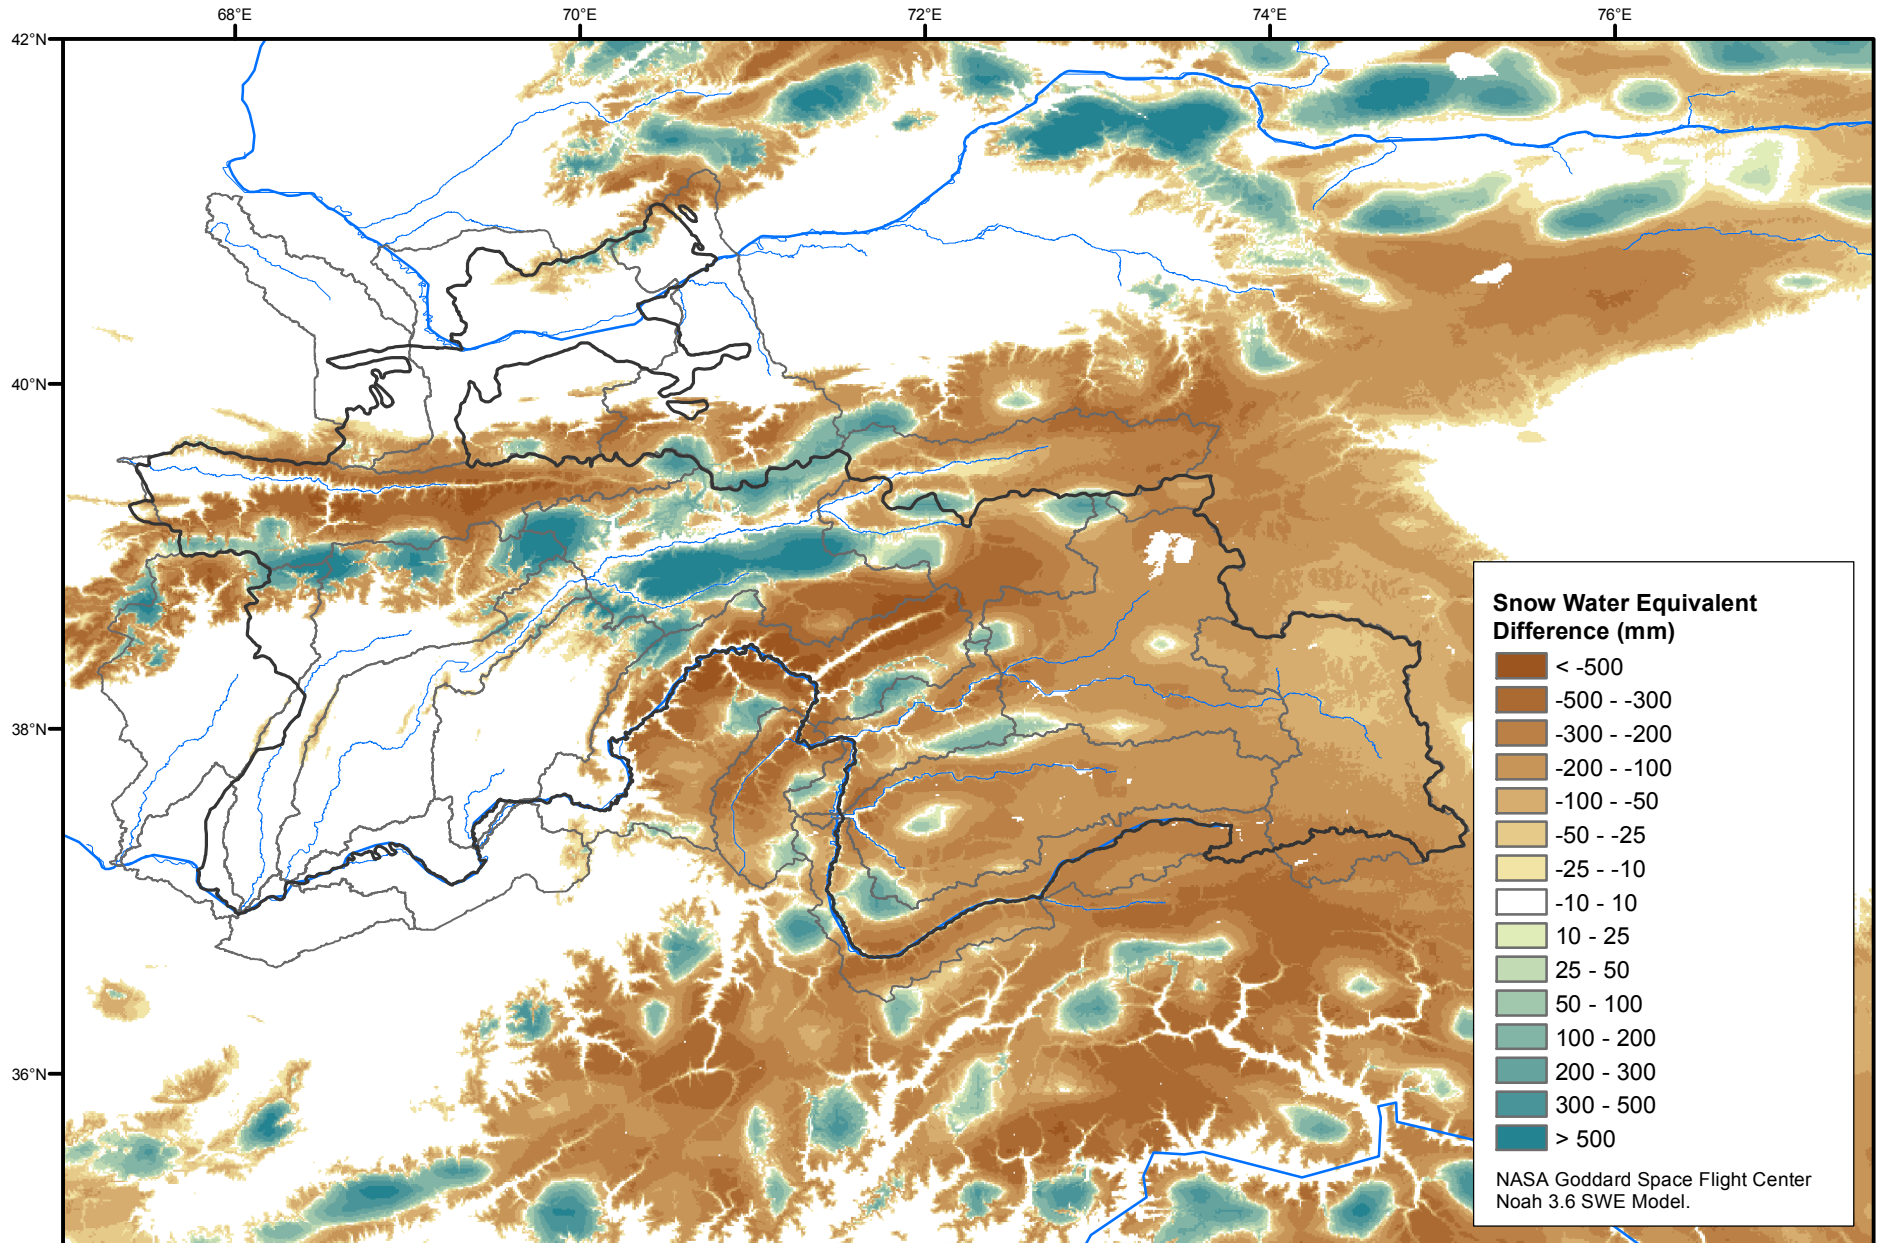 68°E
70°E
72°E
74°E
76°E
42°N
40°N
38°N
36°N
Snow Water Equivalent
Difference (mm)
< -500
-500 - -300
-300 - -200
-200 - -100
-100 - -50
-50 - -25
-25 - -10
-10 - 10
10 - 25
25 - 50
50 - 100
100 - 200
200 - 300
300 - 500
> 500
NASA Goddard Space Flight Center
Noah 3.6 SWE Model.